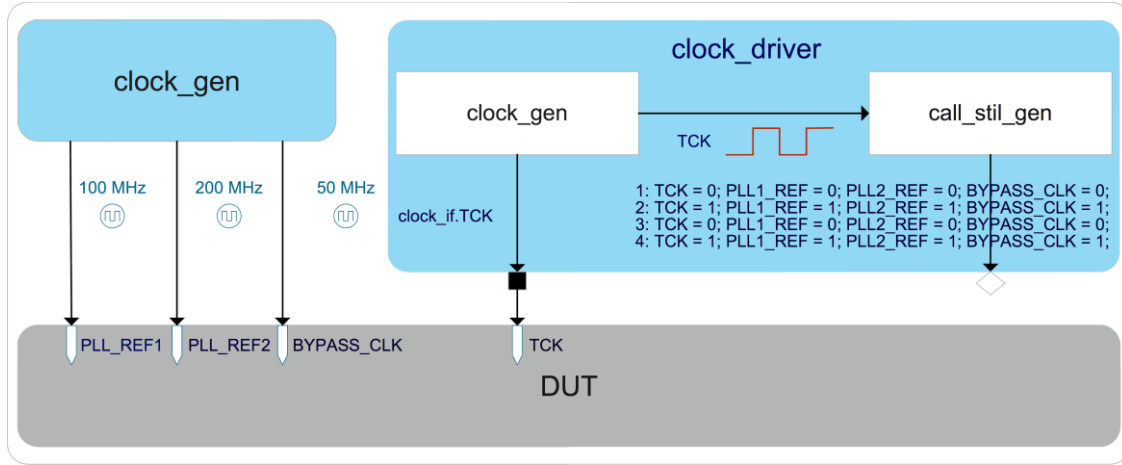 clock_gen
100 MHz
200 MHz
50 MHz
clock_driver
clock_gen
call_stil_gen
TCK
clock_if.TCK
1: TCK = 0; PLL1_REF = 0; PLL2_REF = 0; BYPASS_CLK = 0;
2: TCK = 1; PLL1_REF = 1; PLL2_REF = 1; BYPASS_CLK = 1;
3: TCK = 0; PLL1_REF = 0; PLL2_REF = 0; BYPASS_CLK = 0;
4: TCK = 1; PLL1_REF = 1; PLL2_REF = 1; BYPASS_CLK = 1;
PLL_REF1
PLL_REF2
BYPASS_CLK
TCK
DUT